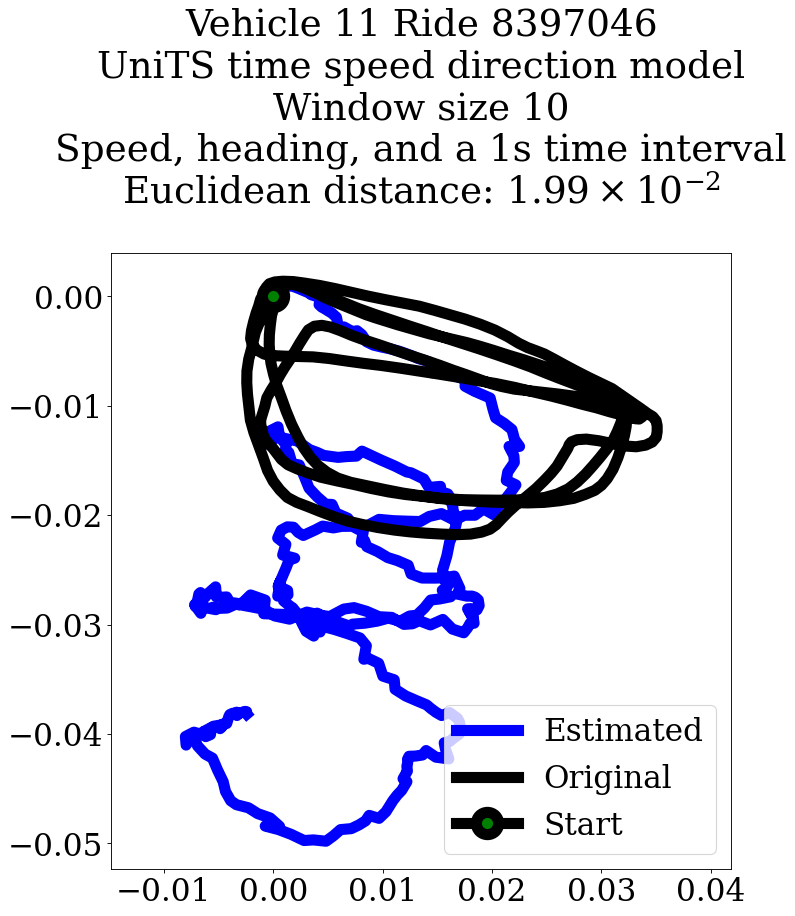 Vehicle 11 Ride 8397046
UniTS time speed direction model
Window size 10
Speed, heading, and a 1s time interval
Euclidean distance: 1.99 × 10⁻²
0.00
−0.01
−0.02
−0.03
−0.04
−0.05
Estimated
Original
Start
−0.01 0.00 0.01 0.02 0.03 0.04